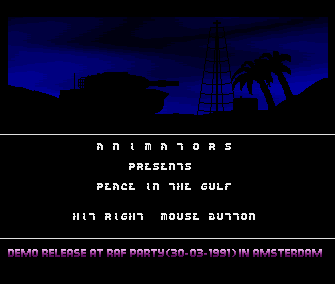 ANIMATORS
PRESENTS
PEACE IN THE GULF
HIT RIGHT MOUSE BUTTON
DEMO RELEASE AT RAF PARTY(30-03-1991) IN AMSTERDAM